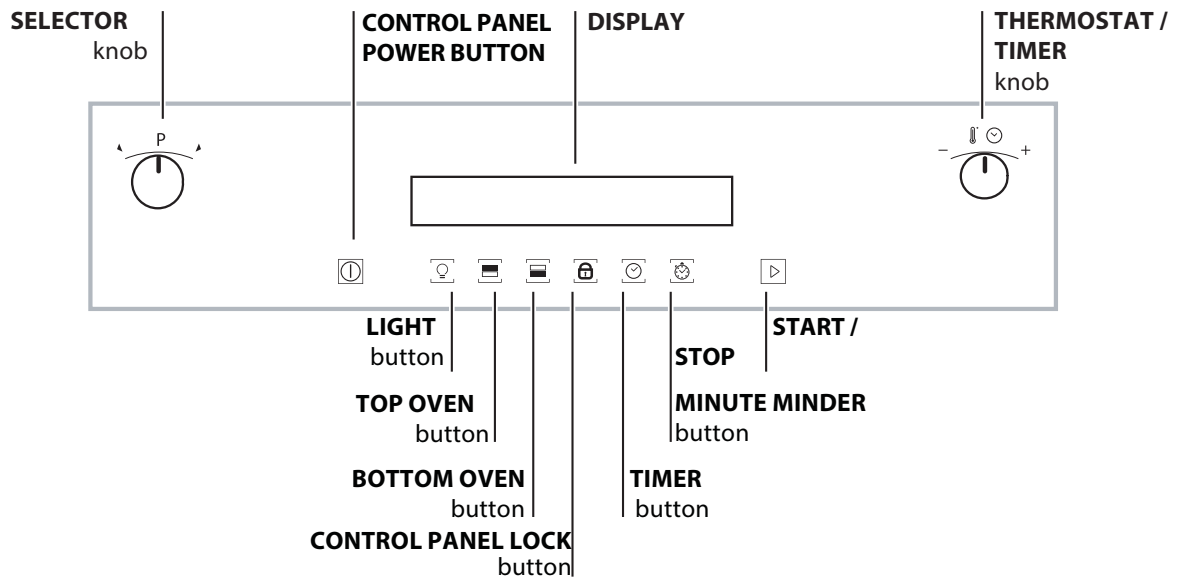 SELECTOR
knob
CONTROL PANEL
POWER BUTTON
DISPLAY
THERMOSTAT /
TIMER
knob
P
- +
LIGHT
button
START /
STOP
TOP OVEN
button
MINUTE MINDER
button
BOTTOM OVEN
button
TIMER
button
CONTROL PANEL LOCK
button